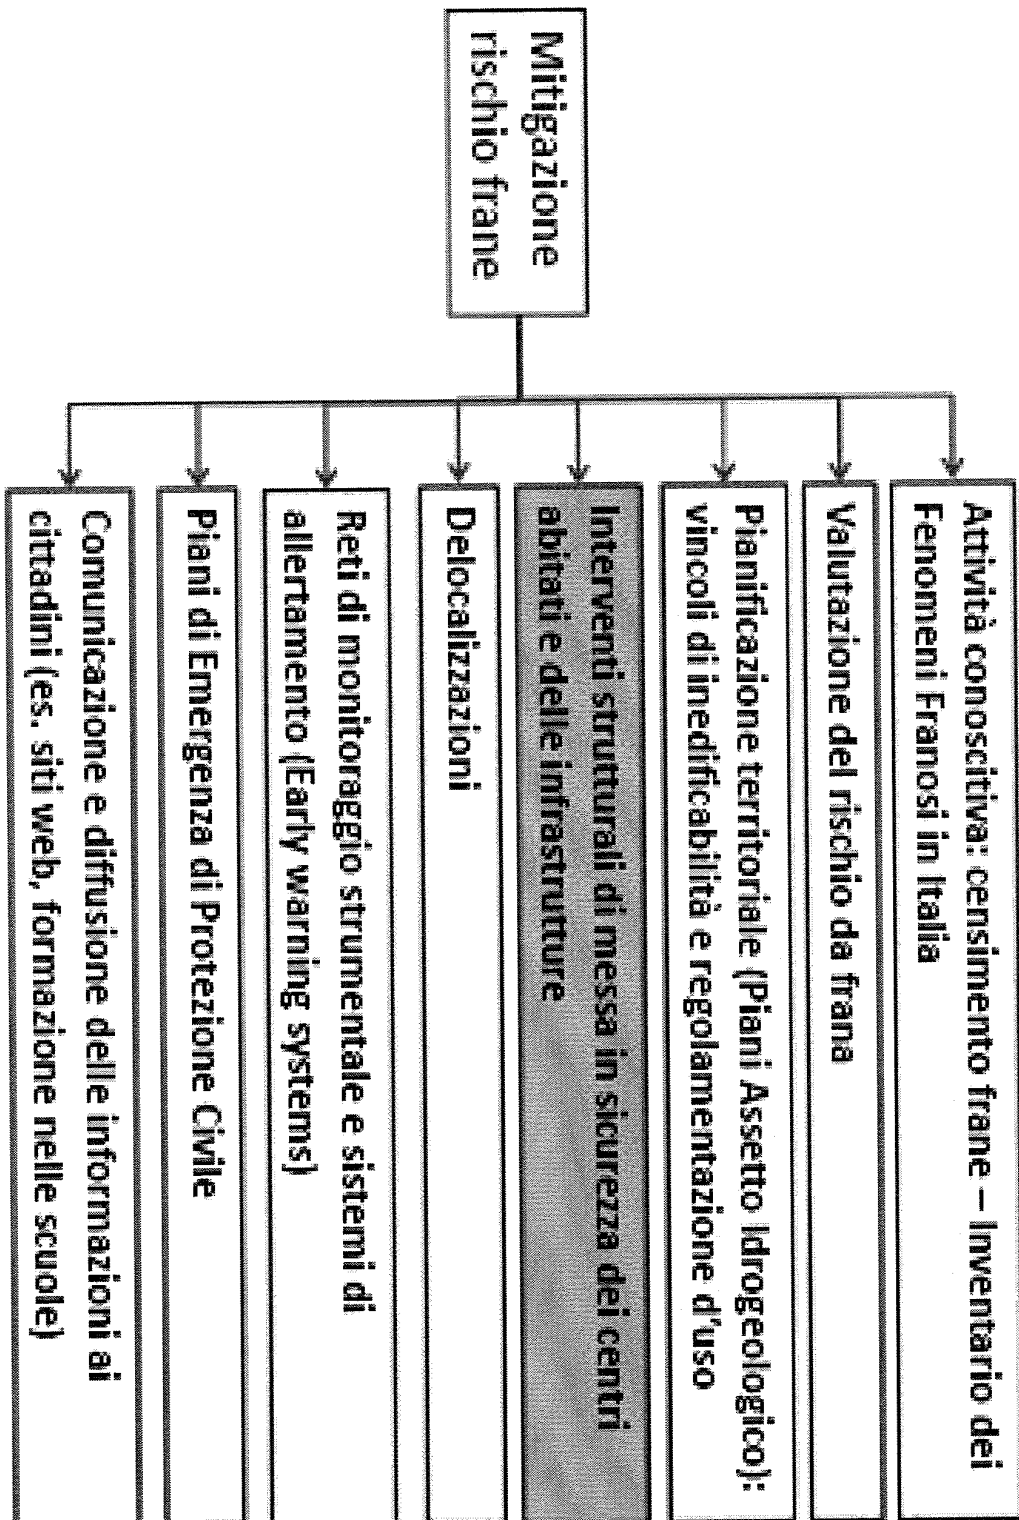 Mitigazione
rischio frane
Attività conoscitiva: censimento frane – Inventario dei
Fenomeni Franosi in Italia
Valutazione del rischio da frana
Pianificazione territoriale (Piani Assetto Idrogeologico):
vincoli di inedificabilità e regolamentazione d'uso
Interventi strutturali di messa in sicurezza dei centri
abitati e delle infrastrutture
Delocalizzazioni
Reti di monitoraggio strumentale e sistemi di
allertamento (Early warning systems)
Piani di Emergenza di Protezione Civile
Comunicazione e diffusione delle informazioni ai
cittadini (es. siti web, formazione nelle scuole)